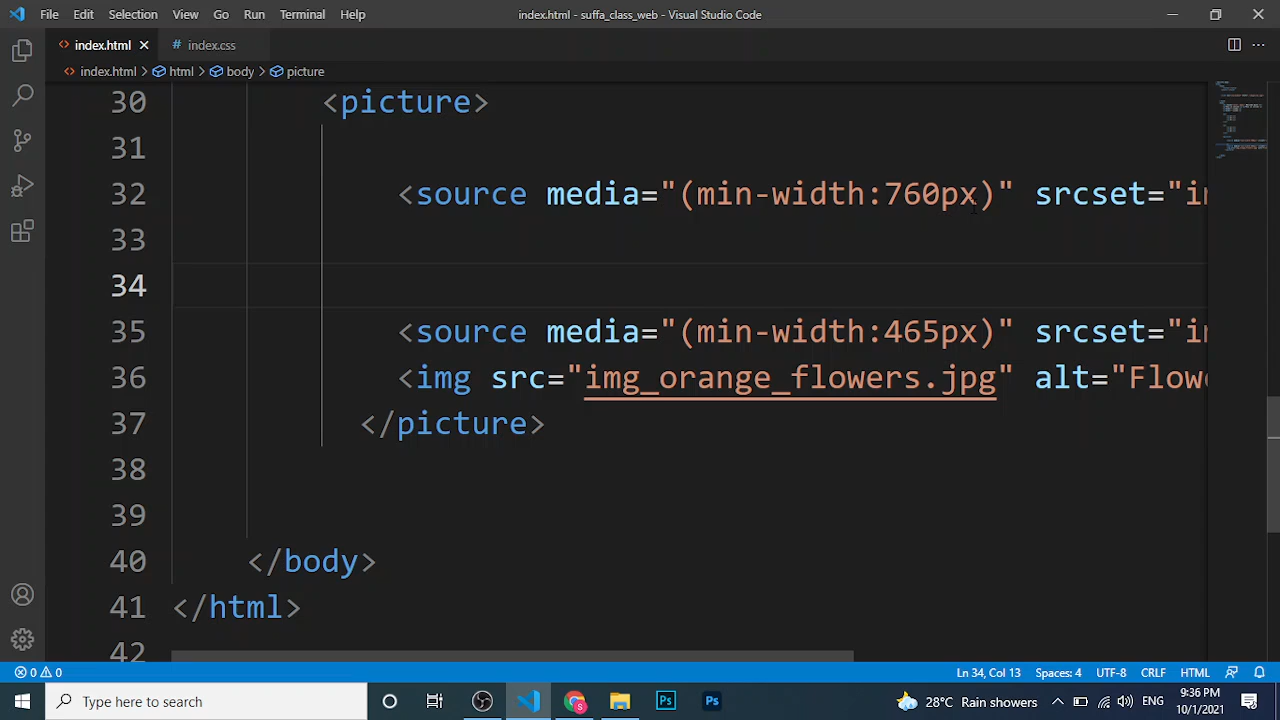 File Edit Selection View Go Run Terminal Help index.html - suffa_class_web - Visual Studio Code
index.html index.css
index.html > html > body > picture
30 <picture>
31
32 <source media="(min-width:760px)" srcset="i
33
34
35 <source media="(min-width:465px)" srcset="i
36 <img src="img_orange_flowers.jpg" alt="Flow
37 </picture>
38
39
40 </body>
41 </html>
42
0 0 Ln 34, Col 13 Spaces: 4 UTF-8 CRLF HTML
Type here to search 28°C Rain showers ENG 9:36 PM
10/1/2021
S Ps Ps